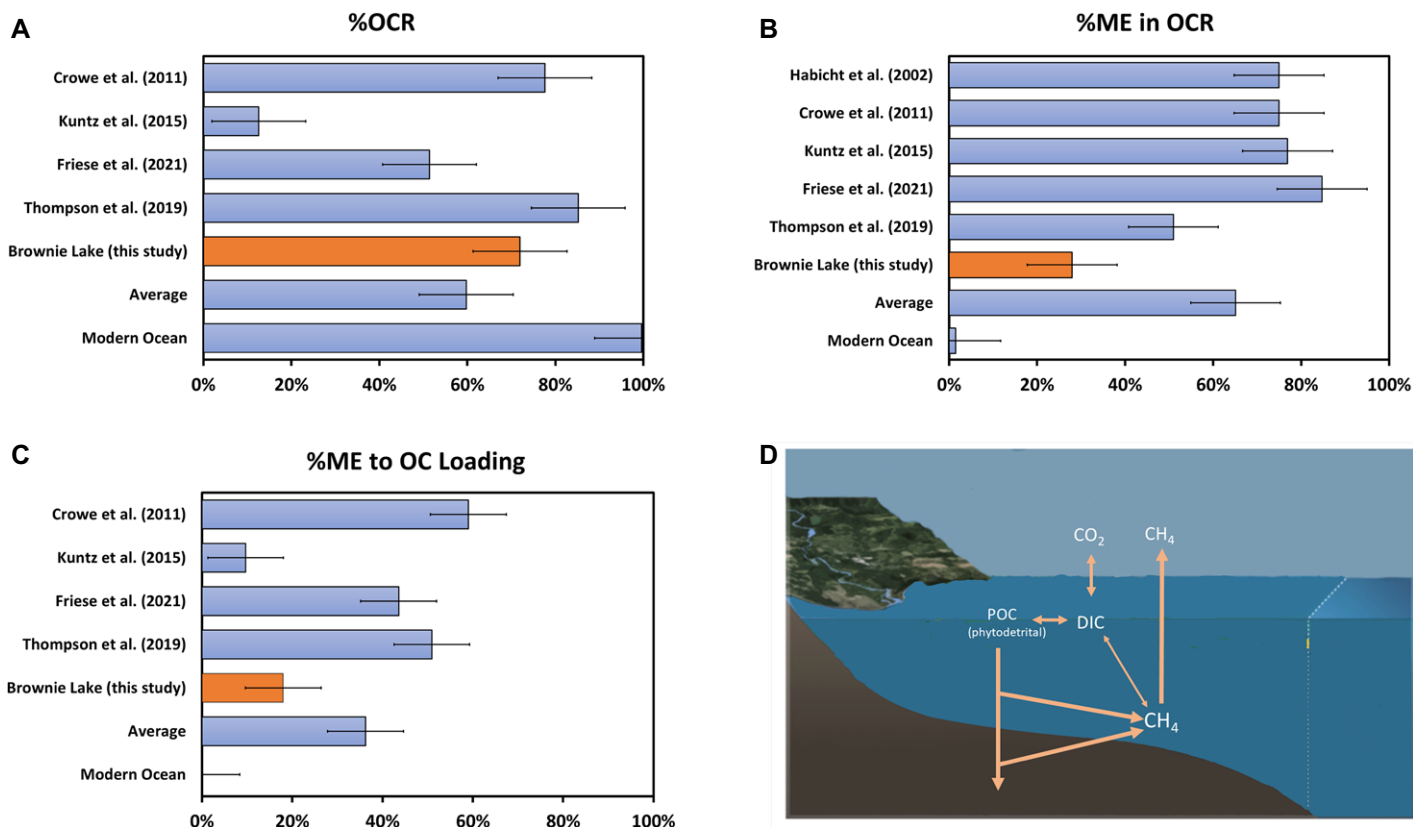 A
%OCR
Crowe et al. (2011)
Kuntz et al. (2015)
Friese et al. (2021)
Thompson et al. (2019)
Brownie Lake (this study)
Average
Modern Ocean
0% 20% 40% 60% 80% 100%
B
%ME in OCR
Habicht et al. (2002)
Crowe et al. (2011)
Kuntz et al. (2015)
Friese et al. (2021)
Thompson et al. (2019)
Brownie Lake (this study)
Average
Modern Ocean
0% 20% 40% 60% 80% 100%
C
%ME to OC Loading
Crowe et al. (2011)
Kuntz et al. (2015)
Friese et al. (2021)
Thompson et al. (2019)
Brownie Lake (this study)
Average
Modern Ocean
0% 20% 40% 60% 80% 100%
D
CO₂ CH₄
POC DIC
(phytodetrital)
CH₄